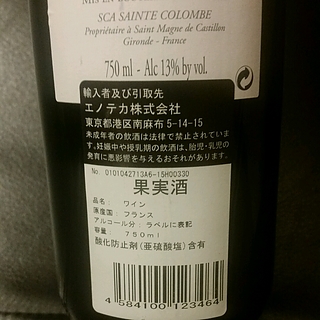 SCA SAINTE COLOMBE
Propriétaire à Saint Magne de Castillon
Gironde - France
750 ml - Alc 13% by vol.
輸入者及び引取先
エノテカ株式会社
東京都港区南麻布 5-14-15
未成年者の飲酒は法律で禁止されています。
妊娠中や授乳期の飲酒は、胎児・乳児の
発育に悪影響を与えるおそれがあります。
No 0101042713A6-15H0033D
果実酒
品名: ワイン
原産国: フランス
アルコール分: ラベルに表記
容量: 750ml
酸化防止剤(亜硫酸塩)含有
4 584100 123464